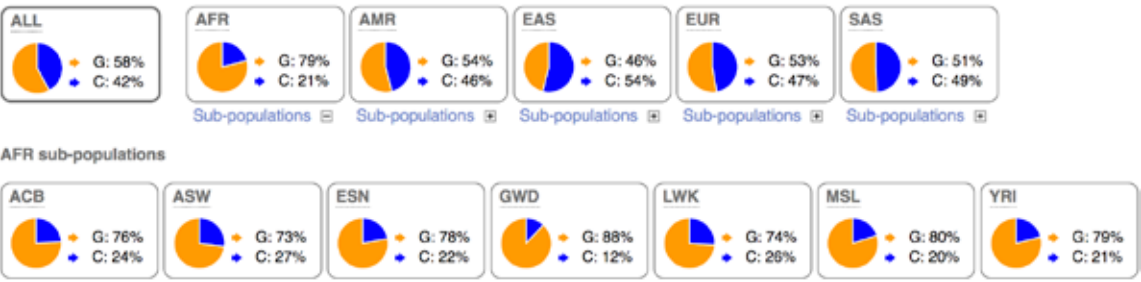 ALL AFR AMR EAS EUR SAS
G: 58% G: 79% G: 54% G: 46% G: 53% G: 51%
C: 42% C: 21% C: 46% C: 54% C: 47% C: 49%
Sub-populations Sub-populations Sub-populations Sub-populations Sub-populations
AFR sub-populations
ACB ASW ESN GWD LWK MSL YRI
G: 76% G: 73% G: 78% G: 88% G: 74% G: 80% G: 79%
C: 24% C: 27% C: 22% C: 12% C: 26% C: 20% C: 21%